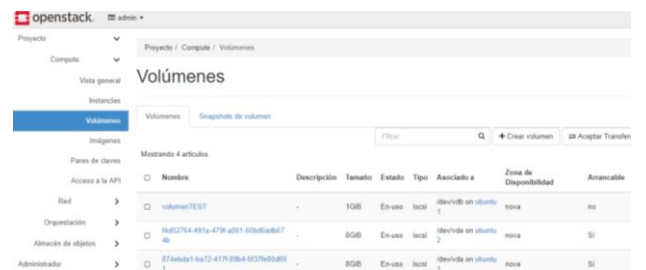 openstack. admin
Proyecto
Compute
Vista general
Instancias
Volúmenes
Imágenes
Pares de claves
Acceso a la API
Red
Orquestación
Almacén de objetos
Administrador
Proyecto / Compute / Volúmenes
Volúmenes
Volúmenes Snapshots de volumen
Filtrar + Crear volumen Aceptar Transferen
Mostrando 4 artículos
Nombre Descripción Tamaño Estado Tipo Asociado a Zona de Disponibilidad Arrancable
volumenTEST - 1GiB En-uso iscsi /dev/vdb on ubuntu 1 nova no
- 8GiB En-uso iscsi /dev/vda on ubuntu 2 nova Sí
- 8GiB En-uso iscsi /dev/vda on ubuntu nova Sí